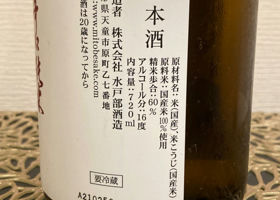 本酒
原材料名：米（国産）、米こうじ（国産米）
原料米：国産米100％使用
精米歩合：60％
アルコール分：16度
内容量：720ml
造者 株式会社 水戸部酒造
県天童市原町乙七番地
www.mitobesake.com
酒は20歳になってから
要冷蔵